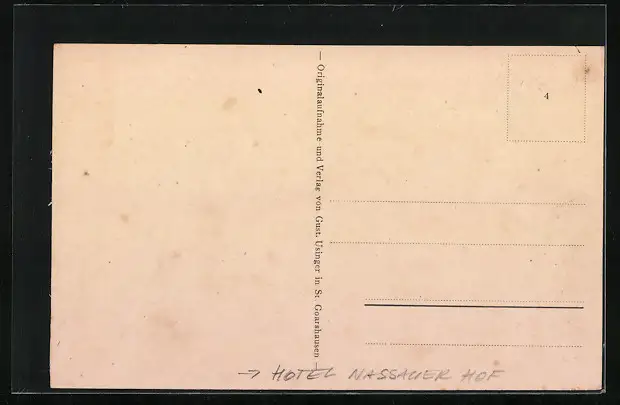 — Originalaufnahme und Verlag von Gust. Usinger in St Goarshausen
4
→ HOTEL NASSAUER HOF